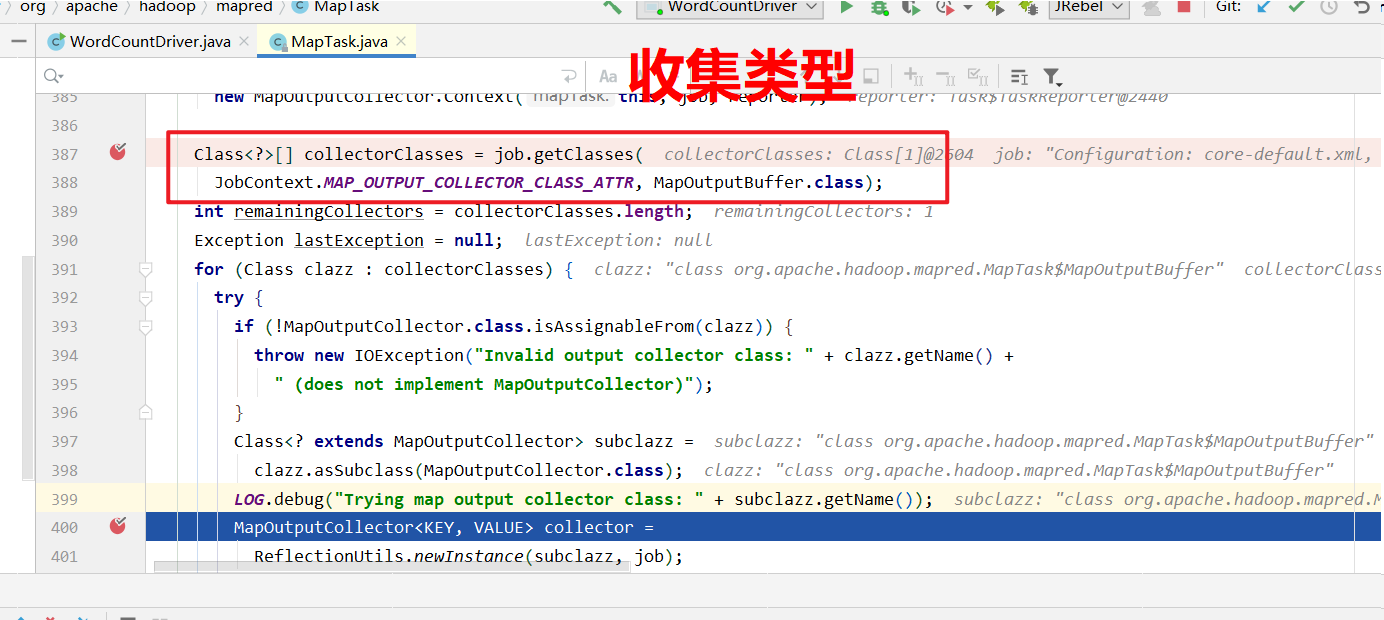 org apache hadoop mapred MapTask WordCountDriver JRebel Git:
WordCountDriver.java MapTask.java
收集类型
Aa
385 new MapOutputCollector.Context( mapTask: this, job, reporter); reporter: Task$TaskReporter@2440
386
387 Class<?>[] collectorClasses = job.getClasses( collectorClasses: Class[1]@2604 job: "Configuration: core-default.xml,
388 JobContext.MAP_OUTPUT_COLLECTOR_CLASS_ATTR, MapOutputBuffer.class);
389 int remainingCollectors = collectorClasses.length; remainingCollectors: 1
390 Exception lastException = null; lastException: null
391 for (Class clazz : collectorClasses) { clazz: "class org.apache.hadoop.mapred.MapTask$MapOutputBuffer" collectorClass
392 try {
393 if (!MapOutputCollector.class.isAssignableFrom(clazz)) {
394 throw new IOException("Invalid output collector class: " + clazz.getName() +
395 " (does not implement MapOutputCollector)");
396 }
397 Class<? extends MapOutputCollector> subclazz = subclazz: "class org.apache.hadoop.mapred.MapTask$MapOutputBuffer"
398 clazz.asSubclass(MapOutputCollector.class); clazz: "class org.apache.hadoop.mapred.MapTask$MapOutputBuffer"
399 LOG.debug("Trying map output collector class: " + subclazz.getName()); subclazz: "class org.apache.hadoop.mapred.M
400 MapOutputCollector<KEY, VALUE> collector =
401 ReflectionUtils.newInstance(subclazz, job);